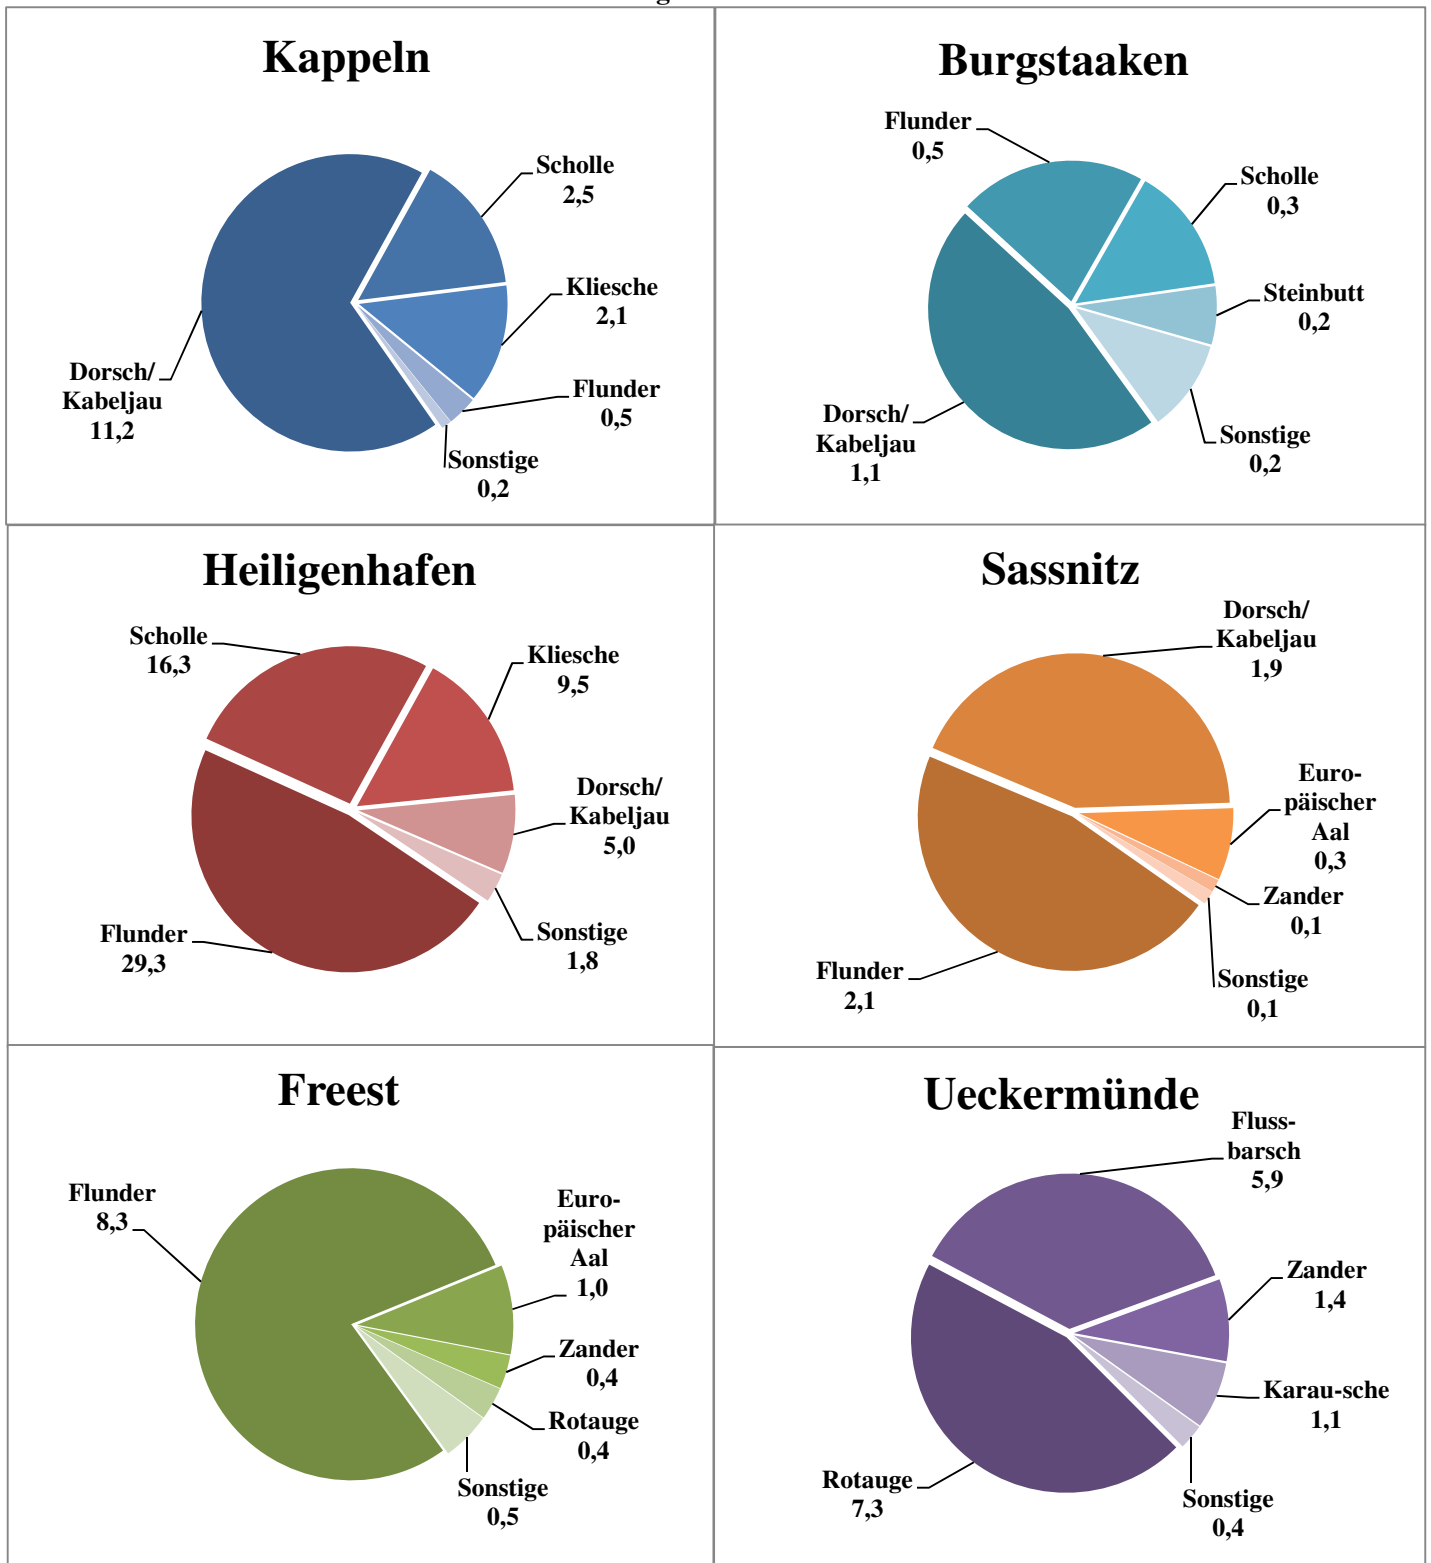 Kappeln
Scholle
2,5
Kliesche
2,1
Flunder
0,5
Sonstige
0,2
Dorsch/
Kabeljau
11,2
Burgstaaken
Flunder
0,5
Scholle
0,3
Steinbutt
0,2
Sonstige
0,2
Dorsch/
Kabeljau
1,1
Heiligenhafen
Scholle
16,3
Kliesche
9,5
Dorsch/
Kabeljau
5,0
Sonstige
1,8
Flunder
29,3
Sassnitz
Dorsch/
Kabeljau
1,9
Euro-
päischer
Aal
0,3
Zander
0,1
Sonstige
0,1
Flunder
2,1
Freest
Flunder
8,3
Euro-
päischer
Aal
1,0
Zander
0,4
Rotauge
0,4
Sonstige
0,5
Ueckermünde
Fluss-
barsch
5,9
Zander
1,4
Karau-sche
1,1
Sonstige
0,4
Rotauge
7,3